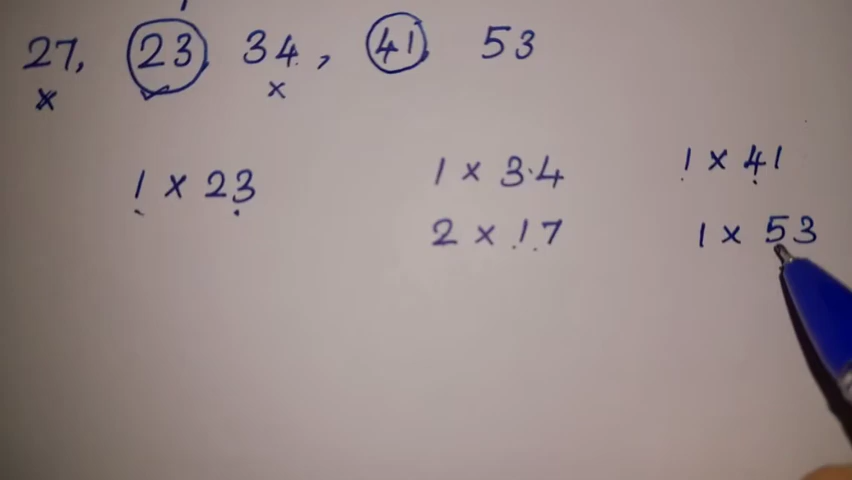 27, 23 34, 41 53
x x
1 x 23
1 x 34
2 x 17
1 x 41
1 x 53